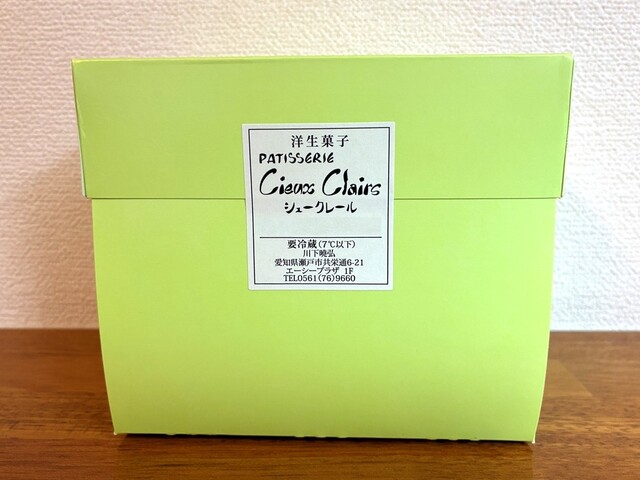 洋生菓子
PATISSERIE
Cieux Clairs
シェークレール
要冷蔵(7℃以下)
川下暁弘
愛知県瀬戸市共栄通6-21
エーシープラザ 1F
TEL0561(76)9660